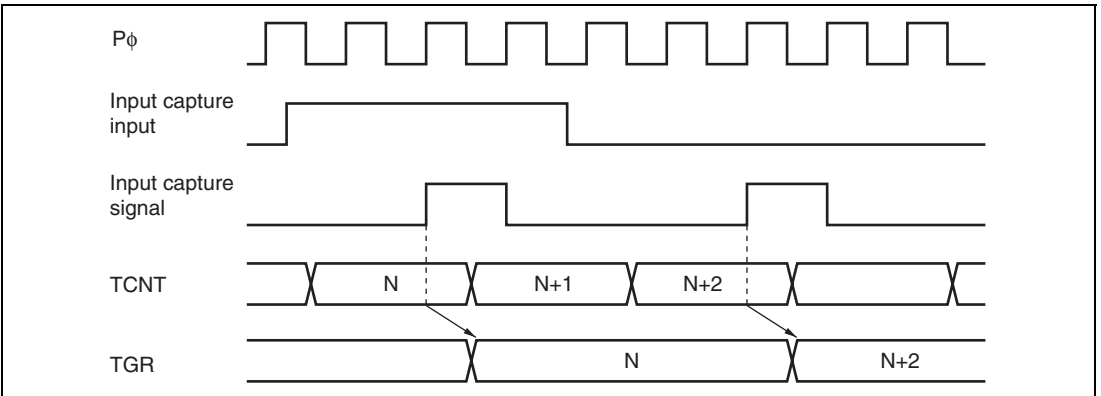 Pϕ
Input capture
input
Input capture
signal
TCNT
N
N+1
N+2
TGR
N
N+2